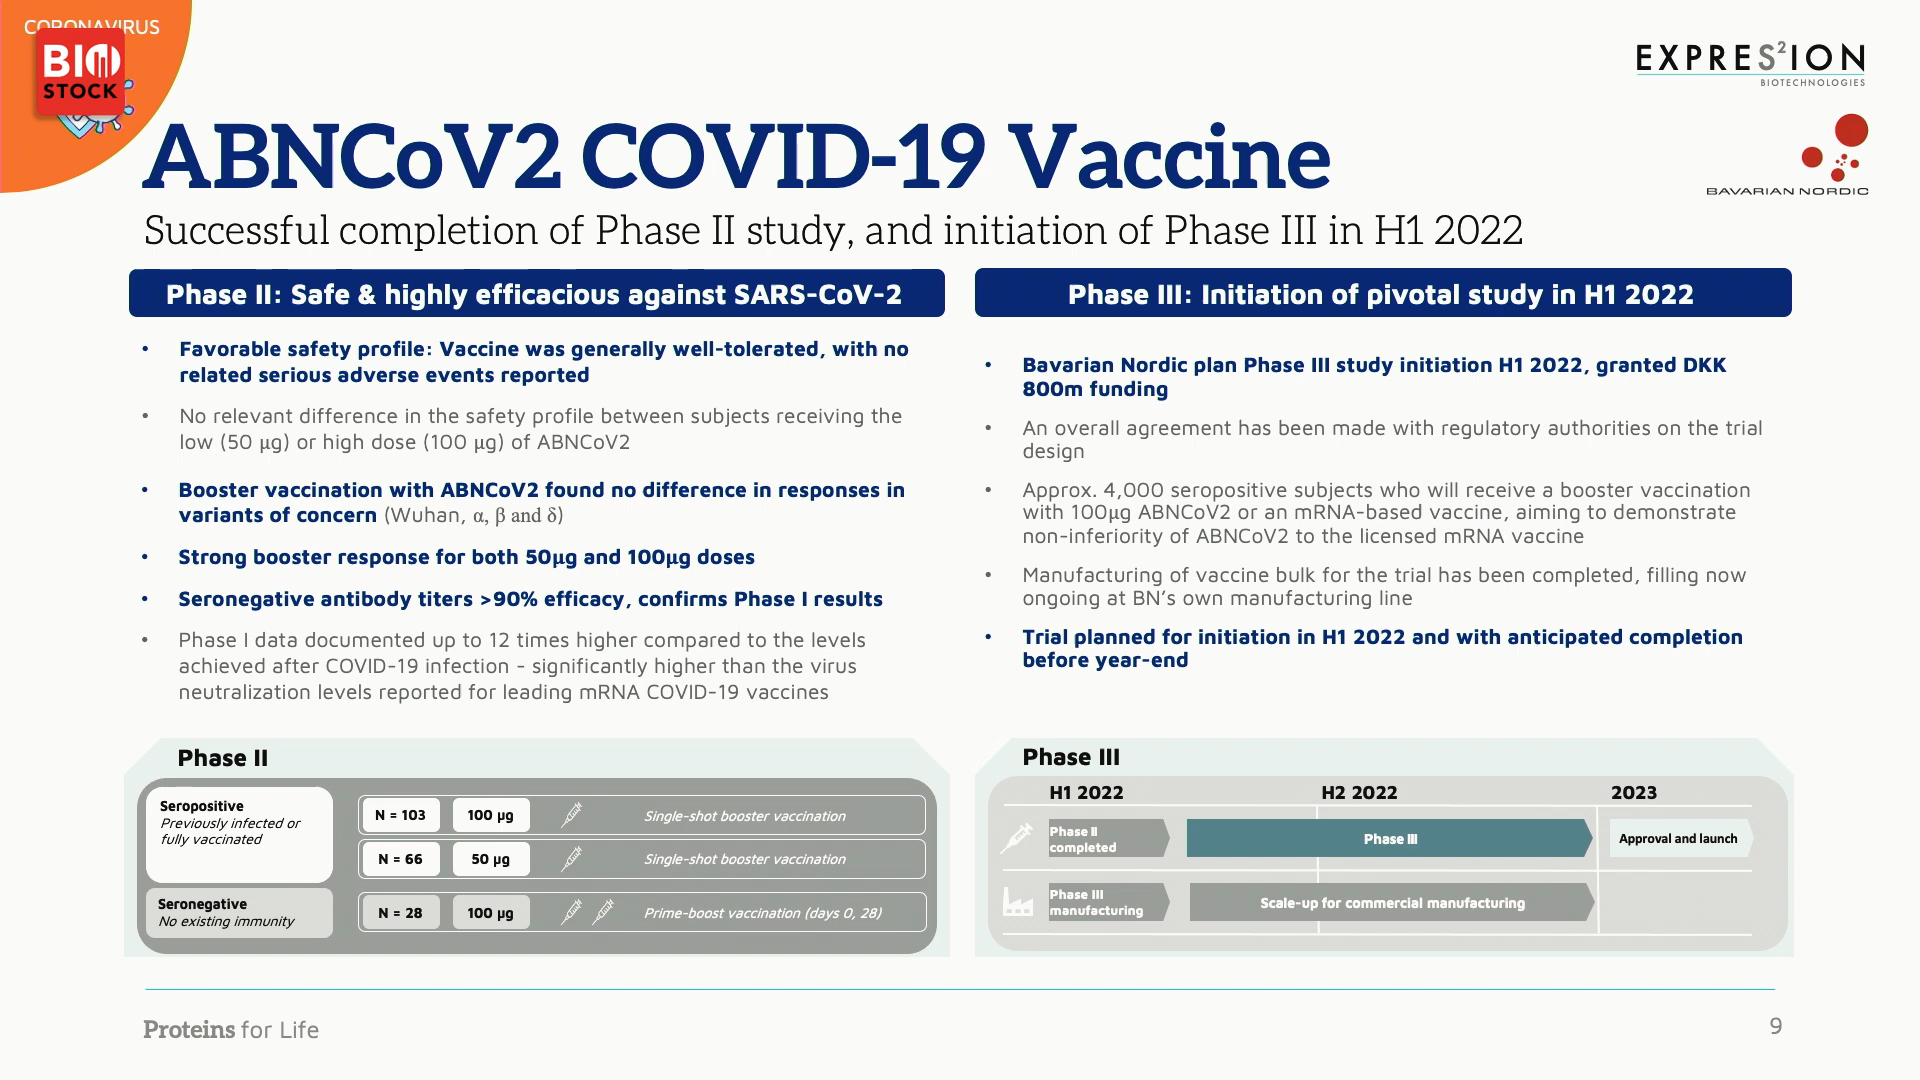 CORONAVIRUS
BIO
STOCK
EXPRES2ION
BIOTECHNOLOGIES
BAVARIAN NORDIC
ABNCoV2 COVID-19 Vaccine
Successful completion of Phase II study, and initiation of Phase III in H1 2022
Phase II: Safe & highly efficacious against SARS-CoV-2
• Favorable safety profile: Vaccine was generally well-tolerated, with no
related serious adverse events reported
• No relevant difference in the safety profile between subjects receiving the
low (50 µg) or high dose (100 µg) of ABNCoV2
• Booster vaccination with ABNCoV2 found no difference in responses in
variants of concern (Wuhan, α, β and δ)
• Strong booster response for both 50µg and 100µg doses
• Seronegative antibody titers >90% efficacy, confirms Phase I results
• Phase I data documented up to 12 times higher compared to the levels
achieved after COVID-19 infection - significantly higher than the virus
neutralization levels reported for leading mRNA COVID-19 vaccines
Phase III: Initiation of pivotal study in H1 2022
• Bavarian Nordic plan Phase III study initiation H1 2022, granted DKK
800m funding
• An overall agreement has been made with regulatory authorities on the trial
design
• Approx. 4,000 seropositive subjects who will receive a booster vaccination
with 100µg ABNCoV2 or an mRNA-based vaccine, aiming to demonstrate
non-inferiority of ABNCoV2 to the licensed mRNA vaccine
• Manufacturing of vaccine bulk for the trial has been completed, filling now
ongoing at BN's own manufacturing line
• Trial planned for initiation in H1 2022 and with anticipated completion
before year-end
Phase II
Seropositive
Previously infected or
fully vaccinated
N = 103 100 µg Single-shot booster vaccination
N = 66 50 µg Single-shot booster vaccination
Seronegative
No existing immunity
N = 28 100 µg Prime-boost vaccination (days 0, 28)
Phase III
H1 2022 H2 2022 2023
Phase II
completed
Phase III
Approval and launch
Phase III
manufacturing
Scale-up for commercial manufacturing
Proteins for Life
9